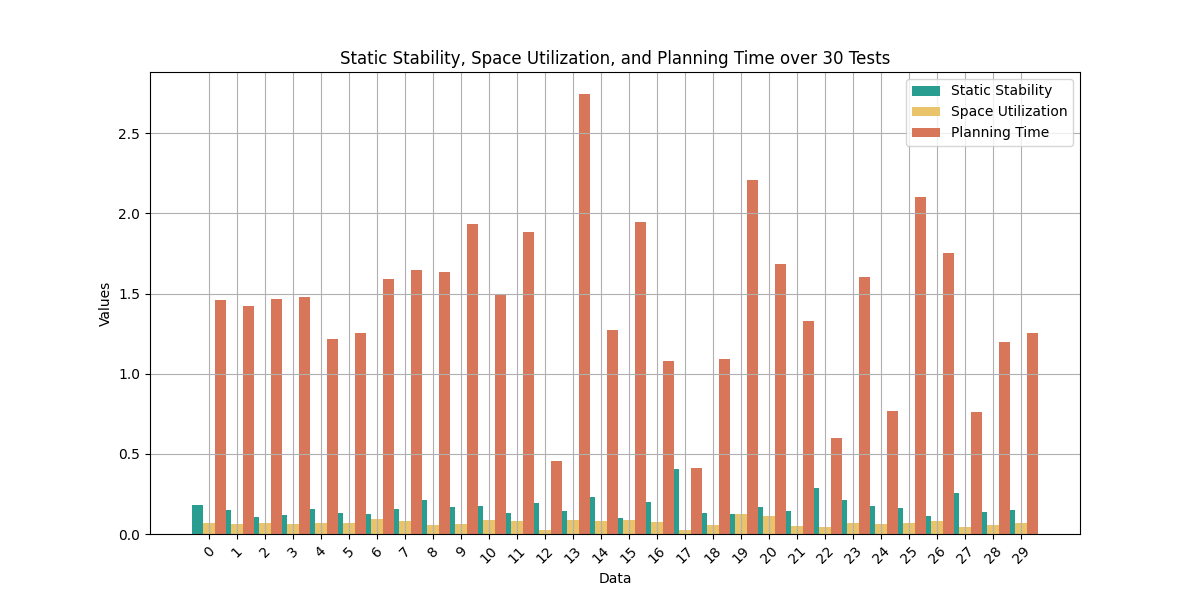 Static Stability, Space Utilization, and Planning Time over 30 Tests
Static Stability
Space Utilization
Planning Time
Values
2.5
2.0
1.5
1.0
0.5
0.0
0 1 2 3 4 5 6 7 8 9 10 11 12 13 14 15 16 17 18 19 20 21 22 23 24 25 26 27 28 29
Data